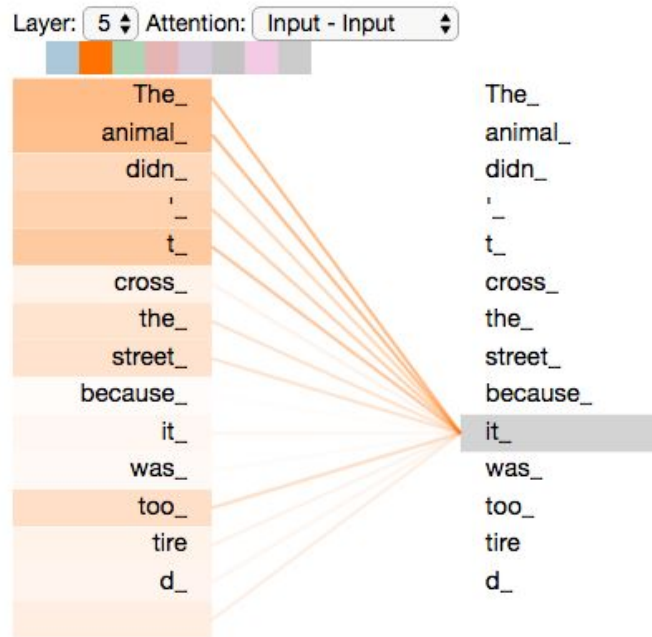 Layer: 5 Attention: Input - Input
The_ The_
animal_ animal_
didn_ didn_
'_ '_
t_ t_
cross_ cross_
the_ the_
street_ street_
because_ because_
it_ it_
was_ was_
too_ too_
tire tire
d_ d_